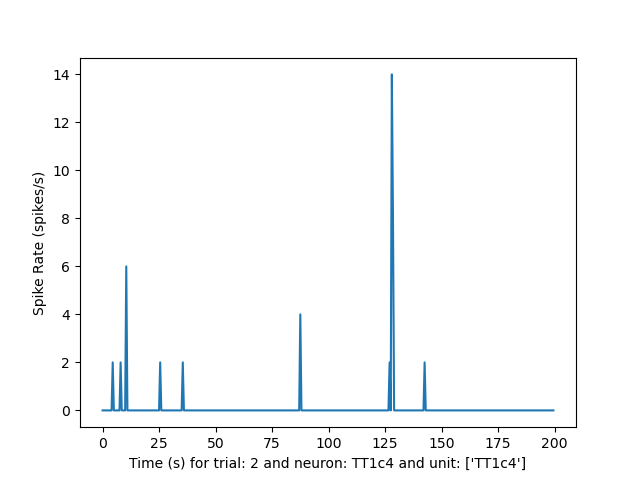 14
12
10
8
6
4
2
0
Spike Rate (spikes/s)
0 25 50 75 100 125 150 175 200
Time (s) for trial: 2 and neuron: TT1c4 and unit: ['TT1c4']